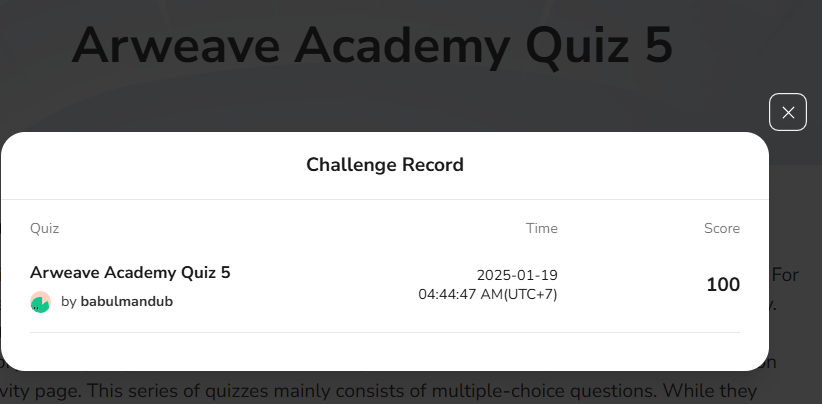 Arweave Academy Quiz 5
Challenge Record
Quiz Time Score
Arweave Academy Quiz 5
2025-01-19
04:44:47 AM(UTC+7)
100
by babulmandub
For
y.
on
vity page. This series of quizzes mainly consists of multiple-choice questions. While they